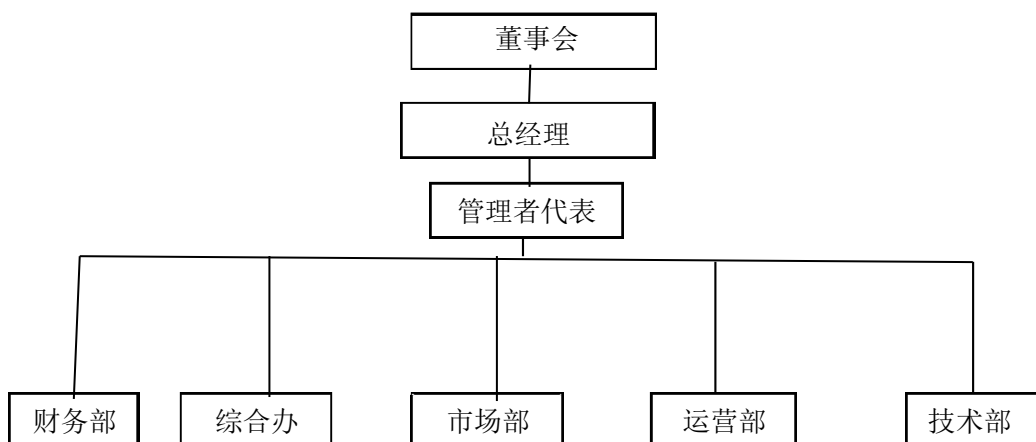 董事会
总经理
管理者代表
财务部
综合办
市场部
运营部
技术部